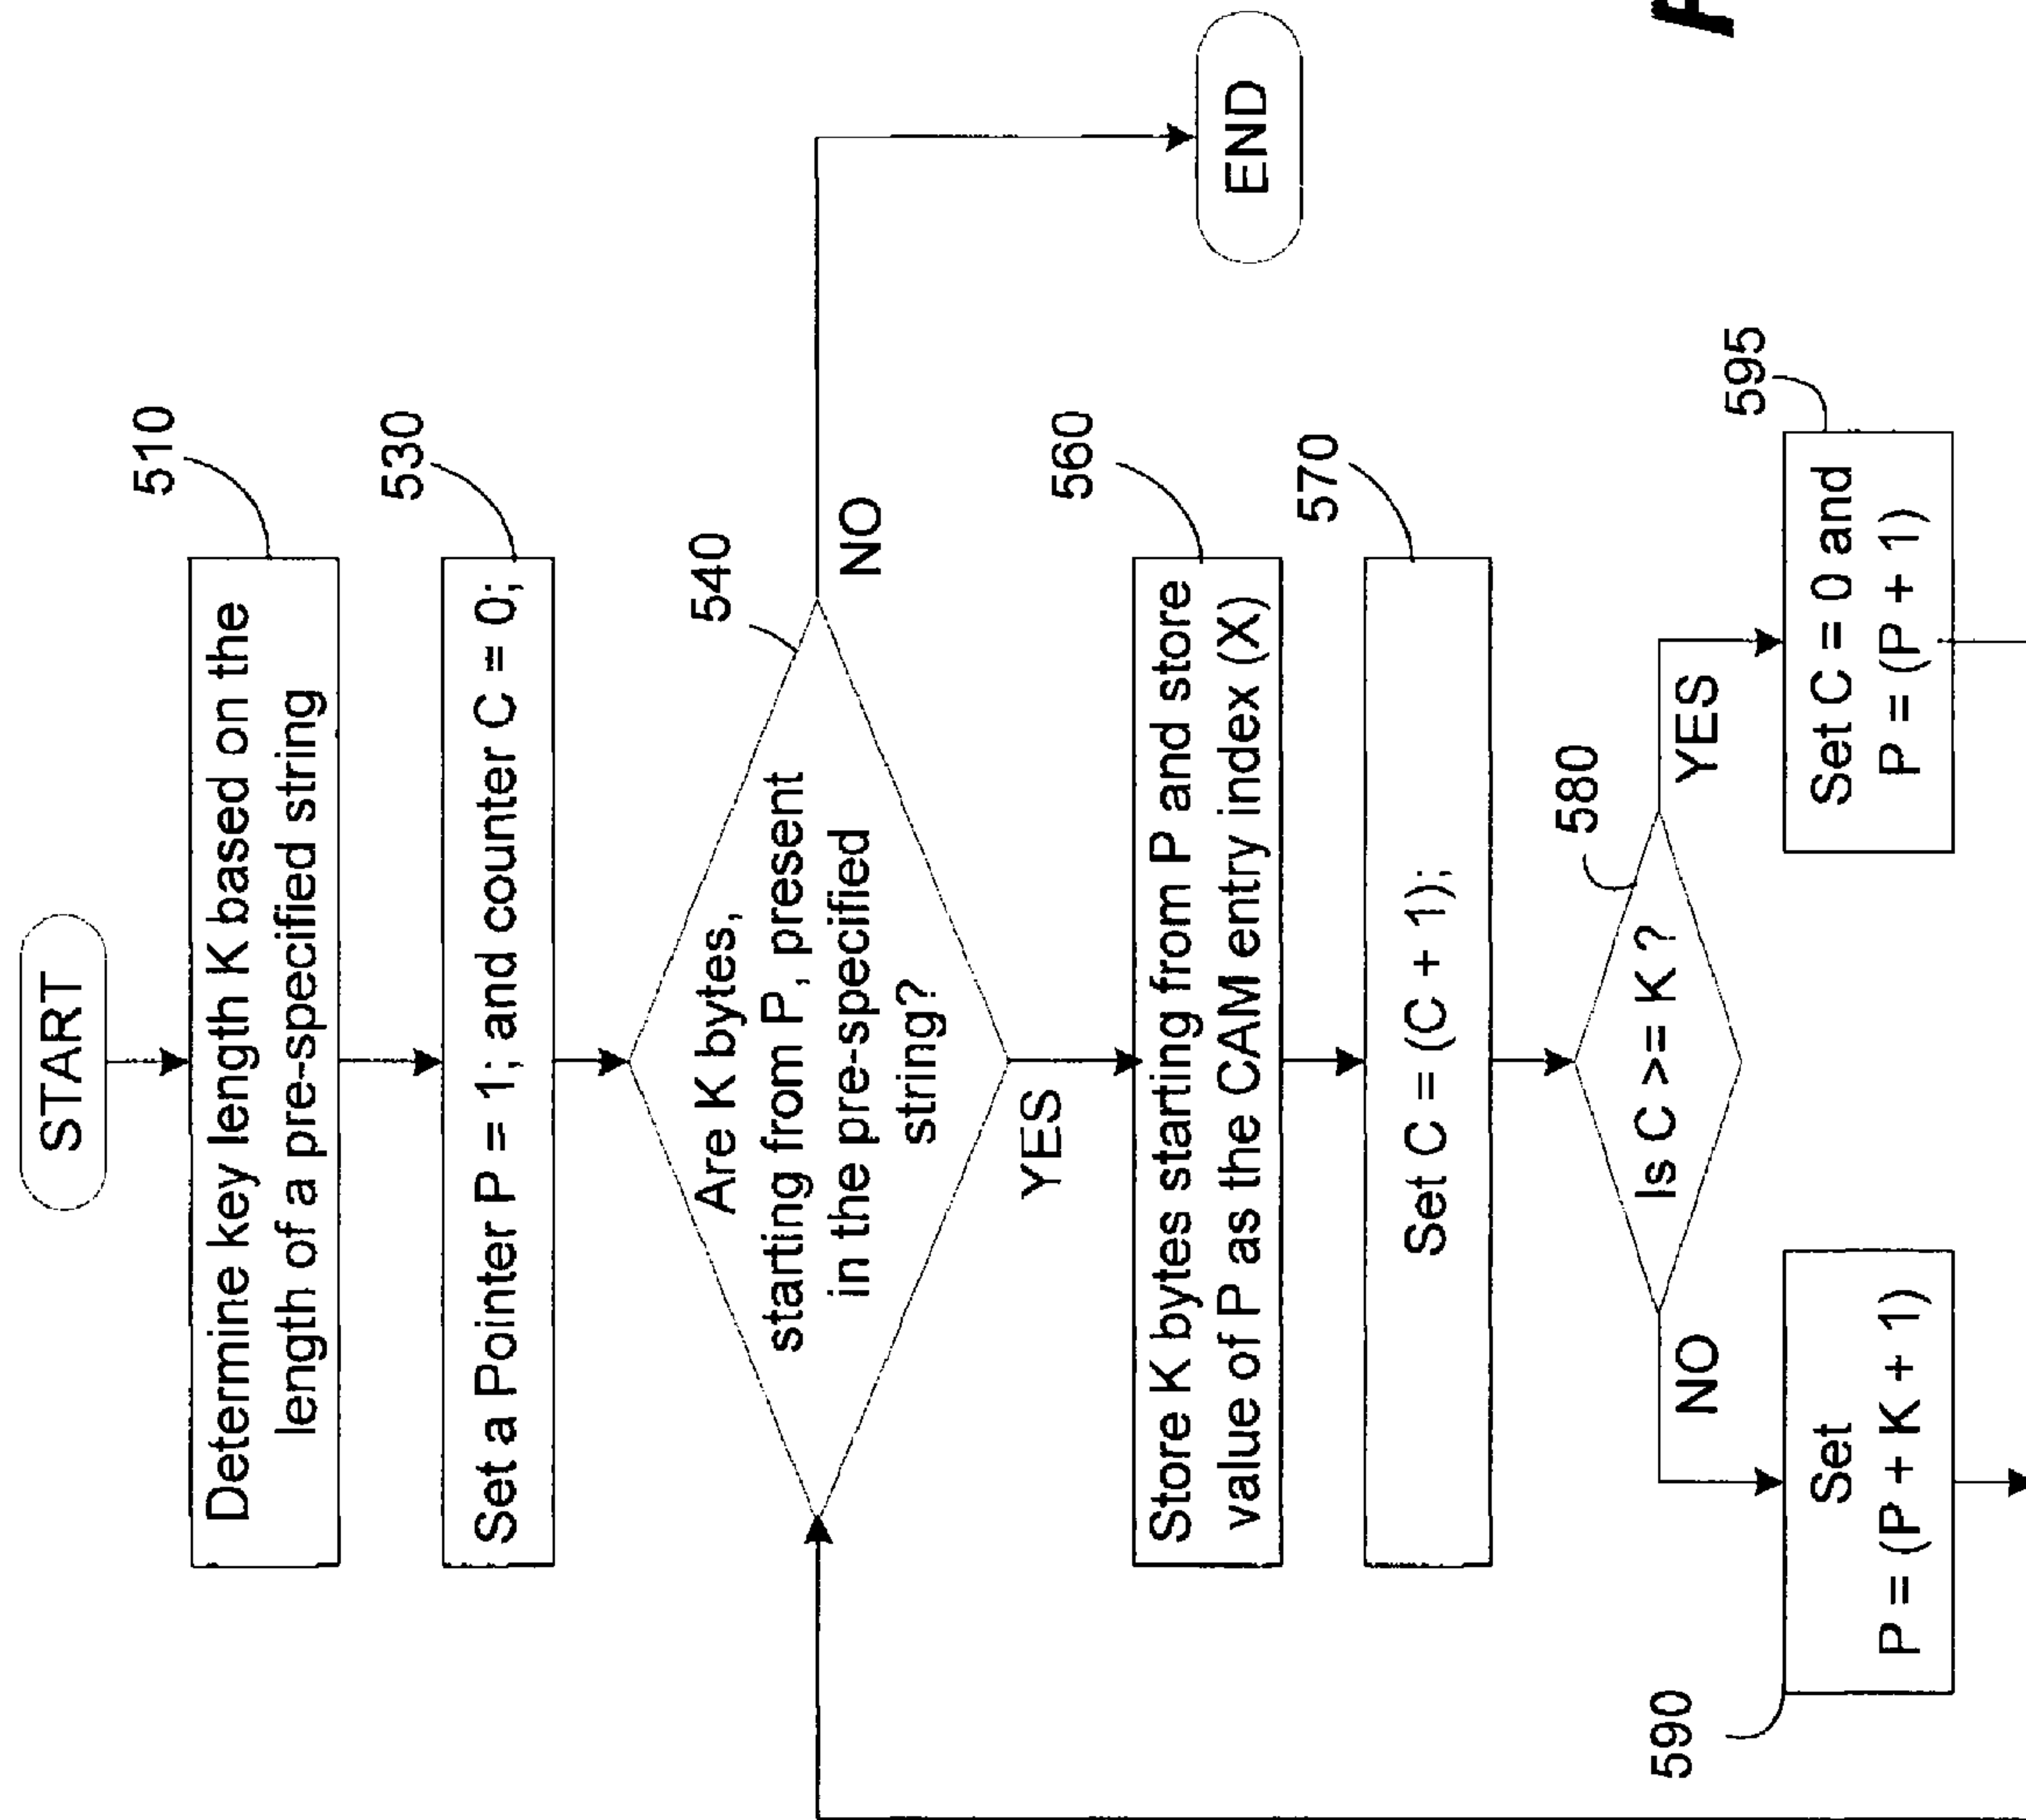 START
510
Determine key length K based on the
length of a pre-specified string
530
Set a Pointer P = 1; and counter C = 0;
540
Are K bytes,
starting from P, present
in the pre-specified
string?
NO
END
YES
560
Store K bytes starting from P and store
value of P as the CAM entry index (X)
570
Set C = (C + 1);
580
Is C >= K ?
NO
YES
590
Set
P = (P + K + 1)
595
Set C = 0 and
P = (P + 1)